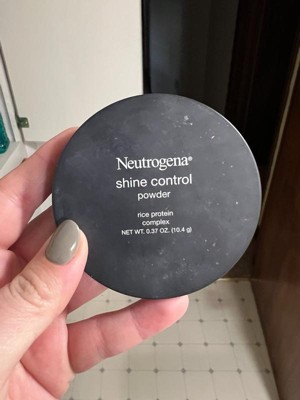 Neutrogena®
shine control
powder
rice protein
complex
NET WT. 0.37 OZ. (10.4 g)